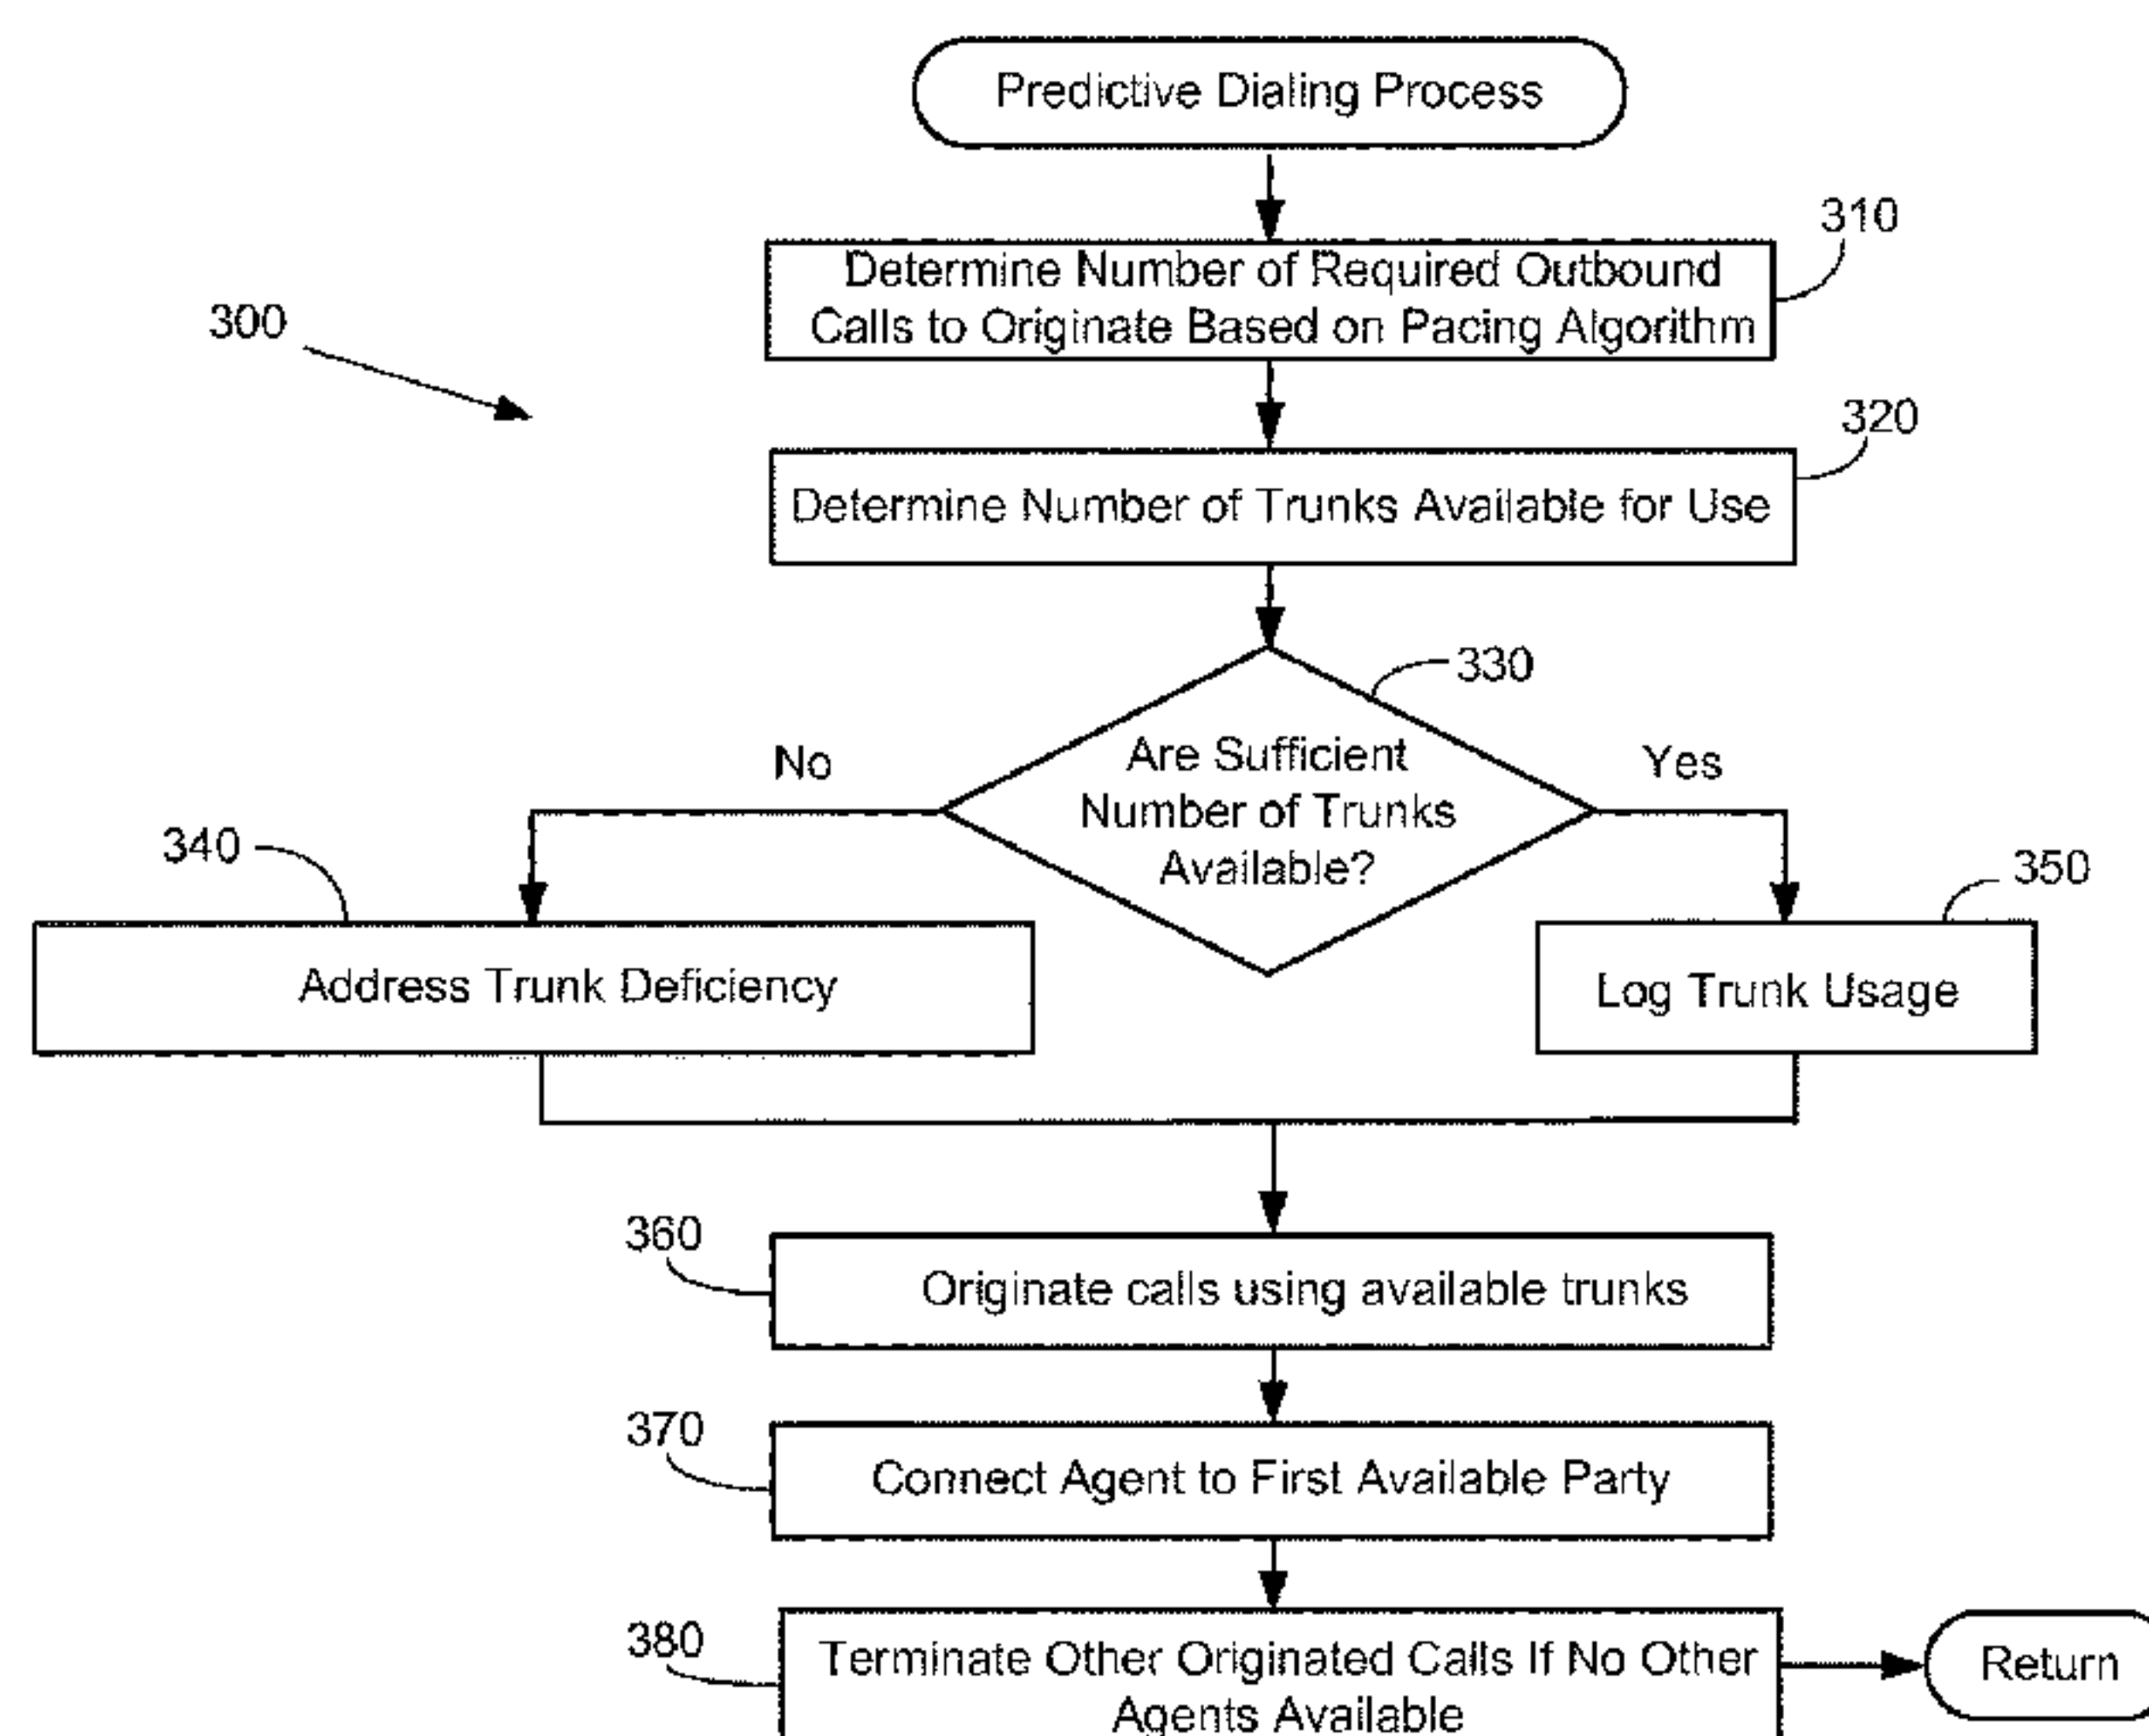 Predictive Dialing Process
310
Determine Number of Required Outbound
Calls to Originate Based on Pacing Algorithm
300
320
Determine Number of Trunks Available for Use
330
Are Sufficient
Number of Trunks
Available?
No
Yes
340
350
Address Trunk Deficiency
Log Trunk Usage
360
Originate calls using available trunks
370
Connect Agent to First Available Party
380
Terminate Other Originated Calls If No Other
Agents Available
Return